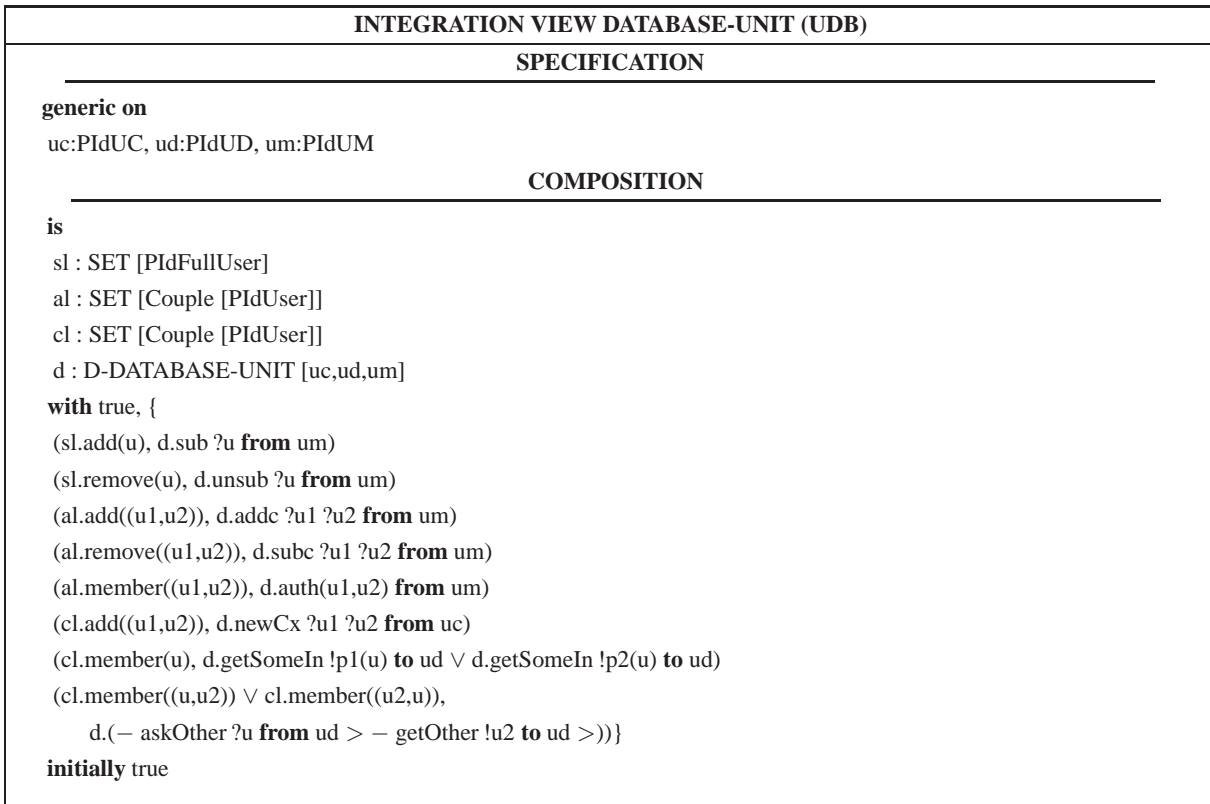 INTEGRATION VIEW DATABASE-UNIT (UDB)
SPECIFICATION
generic on
uc:PIdUC, ud:PIdUD, um:PIdUM
COMPOSITION
is
sl : SET [PIdFullUser]
al : SET [Couple [PIdUser]]
cl : SET [Couple [PIdUser]]
d : D-DATABASE-UNIT [uc,ud,um]
with true, {
(sl.add(u), d.sub ?u from um)
(sl.remove(u), d.unsub ?u from um)
(al.add((u1,u2)), d.addc ?u1 ?u2 from um)
(al.remove((u1,u2)), d.subc ?u1 ?u2 from um)
(al.member((u1,u2)), d.auth(u1,u2) from um)
(cl.add((u1,u2)), d.newCx ?u1 ?u2 from uc)
(cl.member(u), d.getSomeIn !p1(u) to ud ∨ d.getSomeIn !p2(u) to ud)
(cl.member((u,u2)) ∨ cl.member((u2,u)),
d.(− askOther ?u from ud > − getOther !u2 to ud >))}
initially true